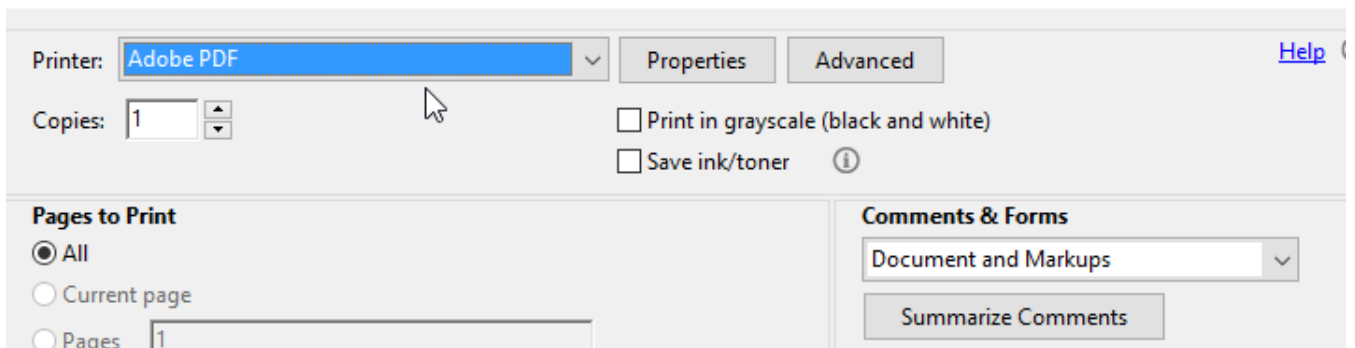 Printer: Adobe PDF Properties Advanced Help
Copies: 1 Print in grayscale (black and white)
Save ink/toner
Pages to Print
All
Current page
Pages 1
Comments & Forms
Document and Markups
Summarize Comments